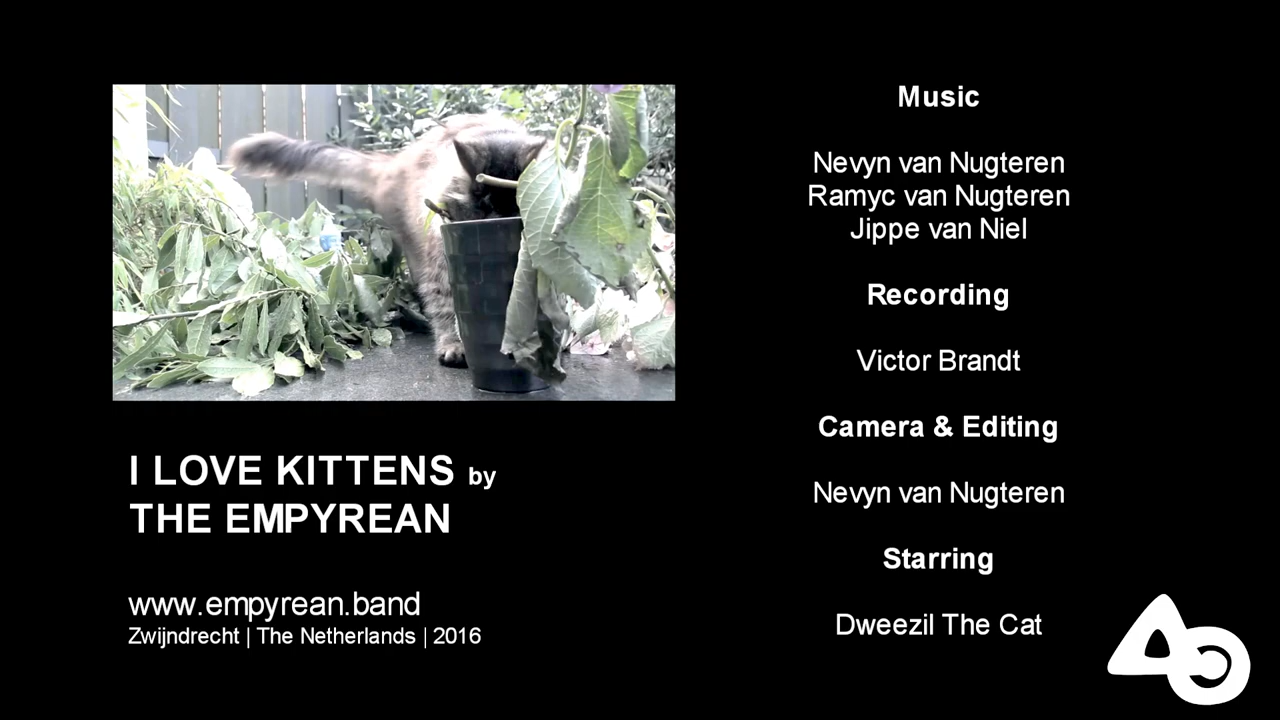 I LOVE KITTENS by
THE EMPYREAN
www.empyrean.band
Zwijndrecht | The Netherlands | 2016
Music
Nevyn van Nugteren
Ramyc van Nugteren
Jippe van Niel
Recording
Victor Brandt
Camera & Editing
Nevyn van Nugteren
Starring
Dweezil The Cat